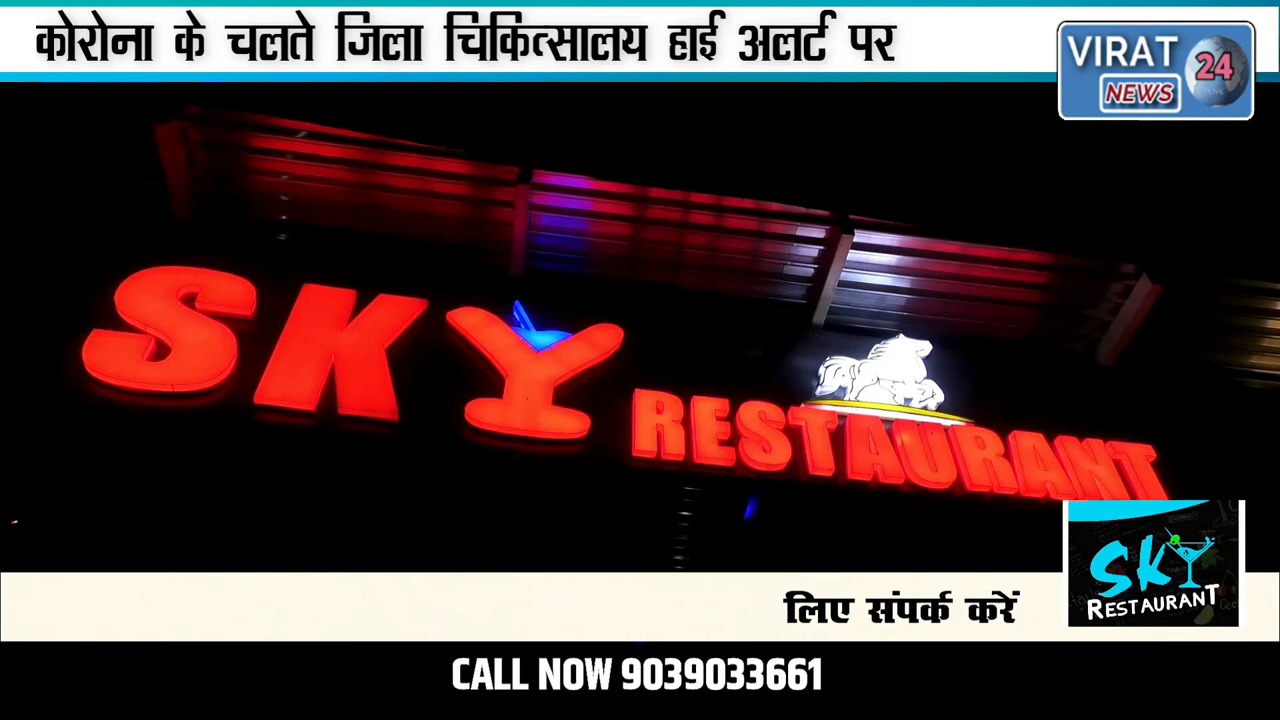 कोरोना के चलते जिला चिकित्सालय हाई अलर्ट पर
VIRAT 24
NEWS
SKY RESTAURANT
SKY
RESTAURANT
लिए संपर्क करें
CALL NOW 9039033661